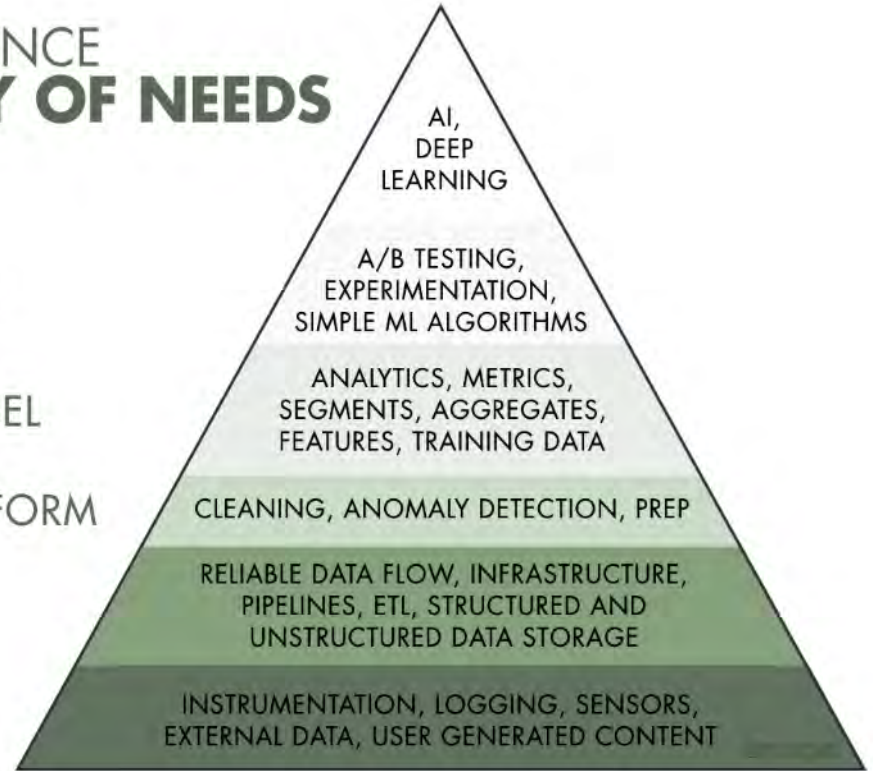 NCE
Y OF NEEDS
AI,
DEEP
LEARNING
A/B TESTING,
EXPERIMENTATION,
SIMPLE ML ALGORITHMS
EL
ANALYTICS, METRICS,
SEGMENTS, AGGREGATES,
FEATURES, TRAINING DATA
FORM
CLEANING, ANOMALY DETECTION, PREP
RELIABLE DATA FLOW, INFRASTRUCTURE,
PIPELINES, ETL, STRUCTURED AND
UNSTRUCTURED DATA STORAGE
INSTRUMENTATION, LOGGING, SENSORS,
EXTERNAL DATA, USER GENERATED CONTENT